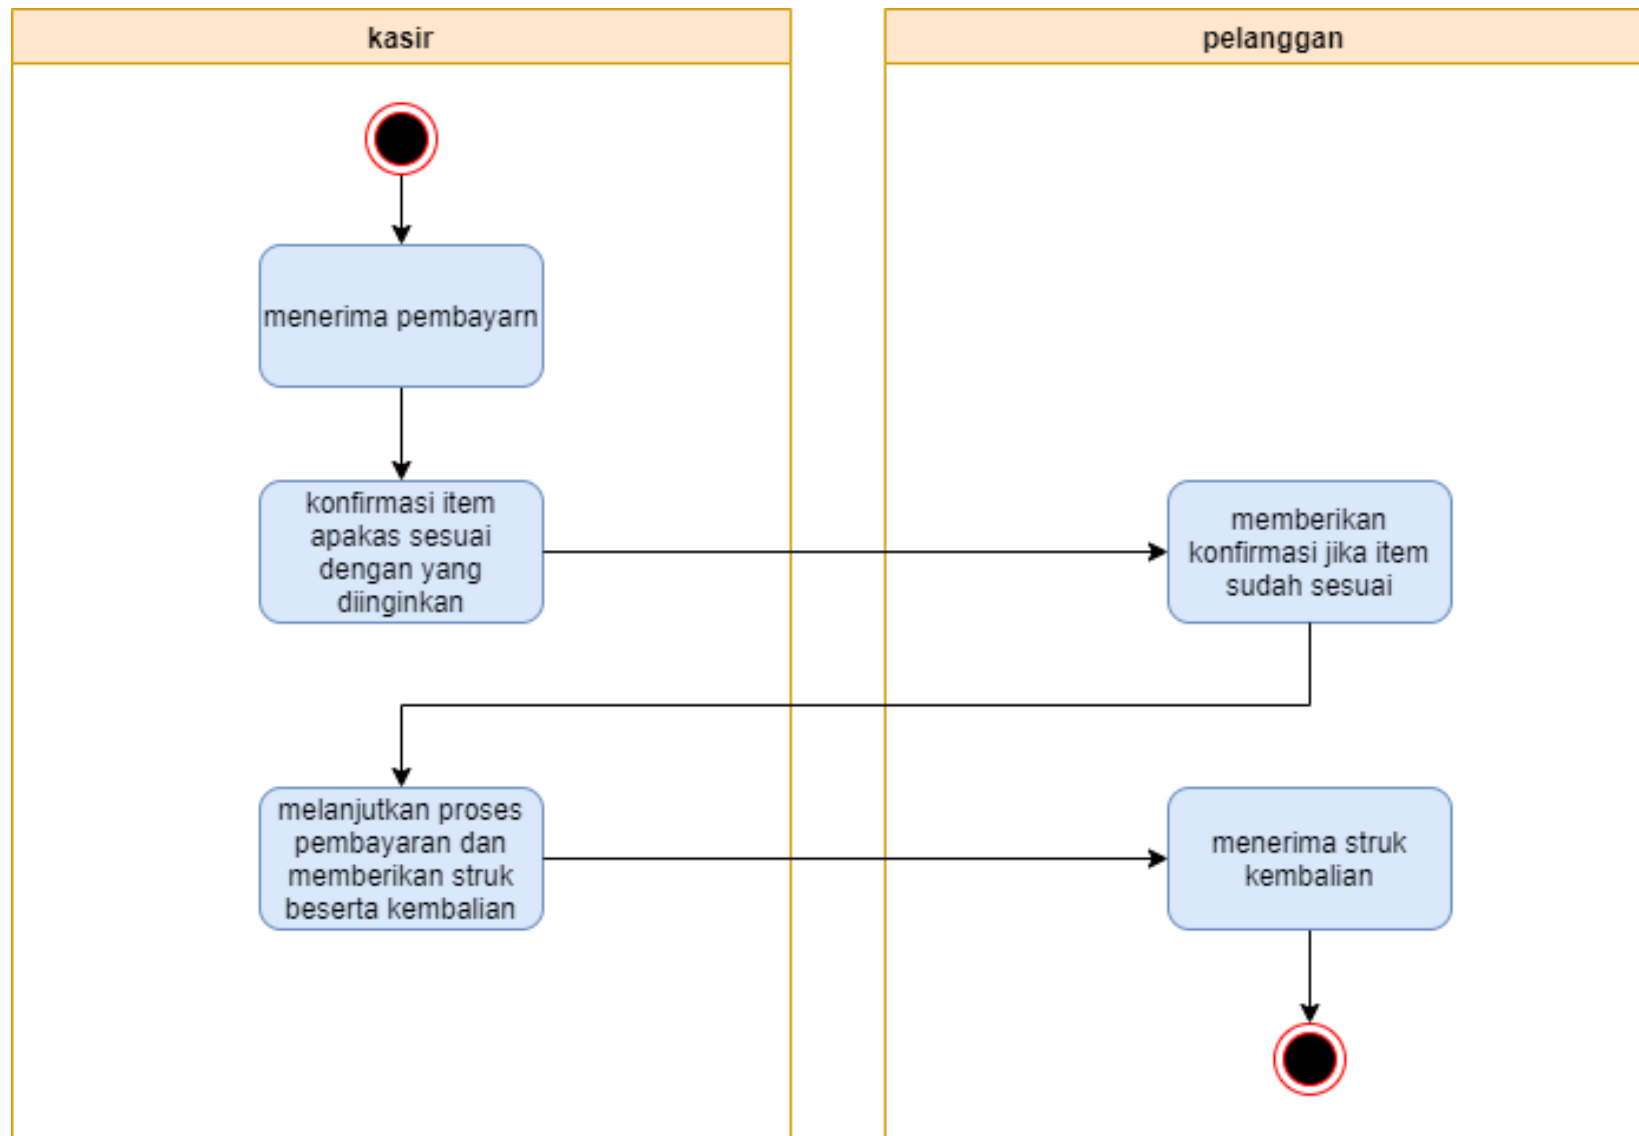 kasir
pelanggan
menerima pembayarn
konfirmasi item
apakas sesuai
dengan yang
diinginkan
memberikan
konfirmasi jika item
sudah sesuai
melanjutkan proses
pembayaran dan
memberikan struk
beserta kembalian
menerima struk
kembalian